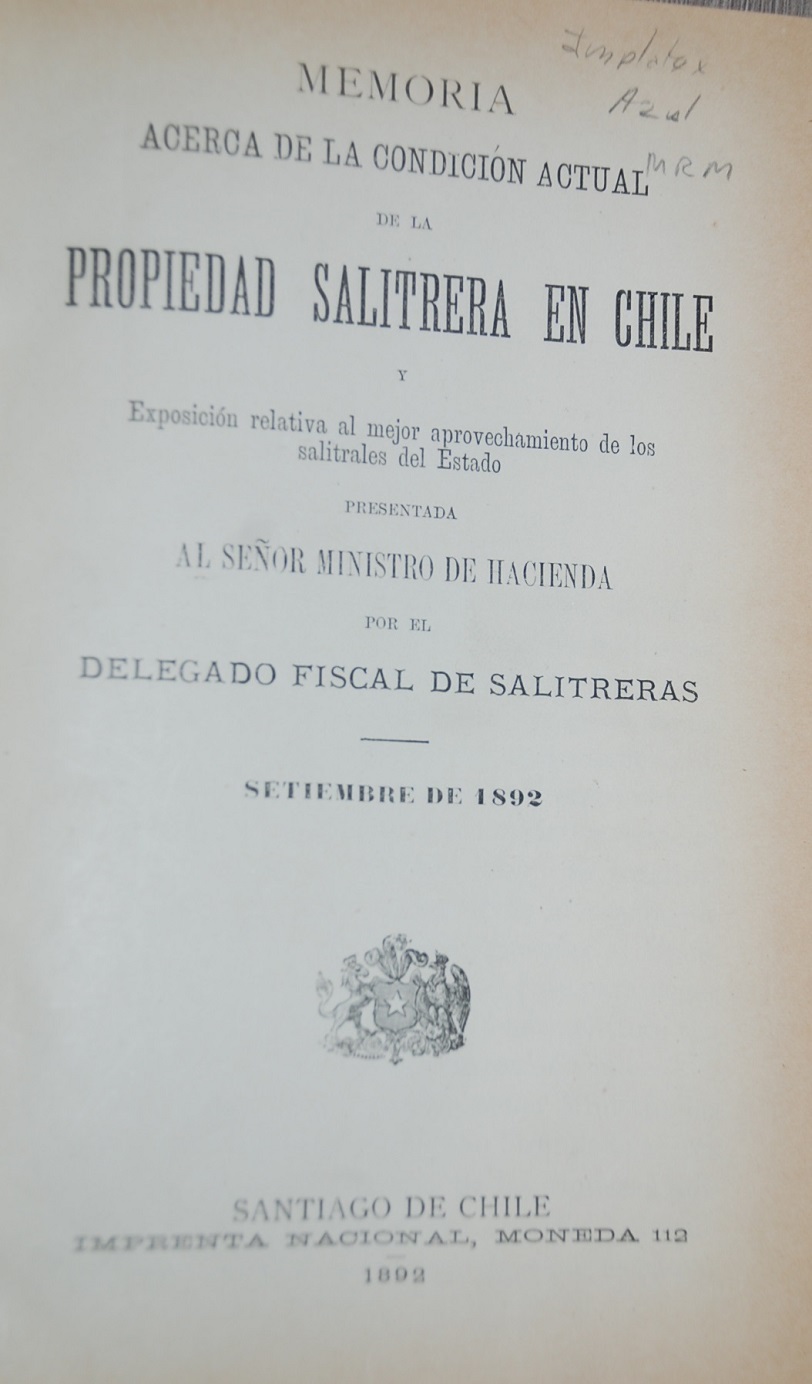 Azul
MEMORIA
ACERCA DE LA CONDICIÓN ACTUAL
MRM
DE LA
PROPIEDAD SALITRERA EN CHILE
Y
Exposición relativa al mejor aprovechamiento de los
salitrales del Estado
PRESENTADA
AL SEÑOR MINISTRO DE HACIENDA
POR EL
DELEGADO FISCAL DE SALITRERAS
SETIEMBRE DE 1892
SANTIAGO DE CHILE
IMPRENTA NACIONAL, MONEDA 112
1892